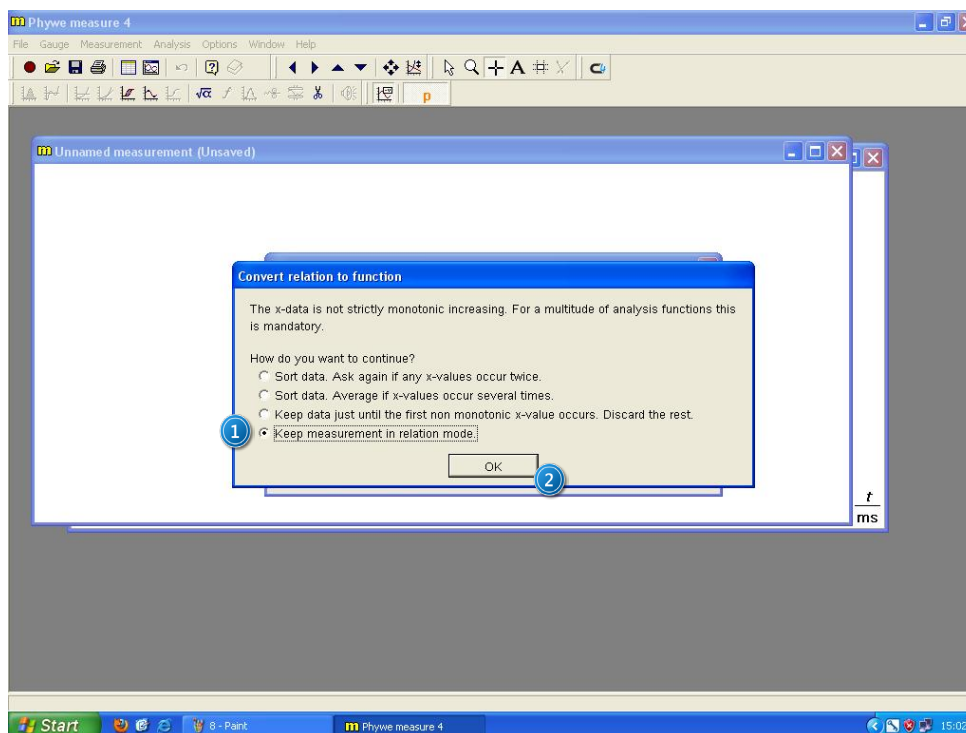 m Phywe measure 4
File Gauge Measurement Analysis Options Window Help
A
p
m Unnamed measurement (Unsaved)
Convert relation to function
The x-data is not strictly monotonic increasing. For a multitude of analysis functions this
is mandatory.
How do you want to continue?
Sort data. Ask again if any x-values occur twice.
Sort data. Average if x-values occur several times.
Keep data just until the first non monotonic x-value occurs. Discard the rest.
1 Keep measurement in relation mode.
OK
2
t
ms
Start 8 - Paint m Phywe measure 4 15:02